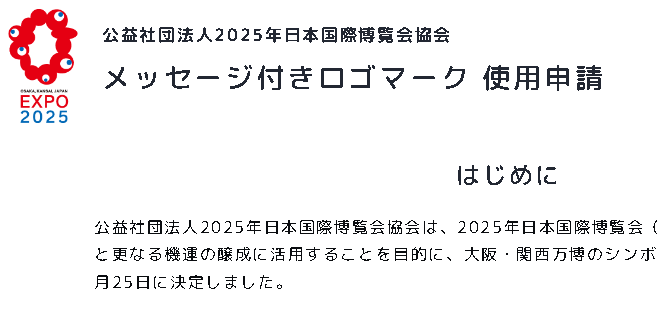 OSAKA, KANSAI, JAPAN
EXPO
2025
公益社団法人2025年日本国際博覧会協会
メッセージ付きロゴマーク 使用申請
はじめに
公益社団法人2025年日本国際博覧会協会は、2025年日本国際博覧会（
と更なる機運の醸成に活用することを目的に、大阪・関西万博のシンボ
月25日に決定しました。